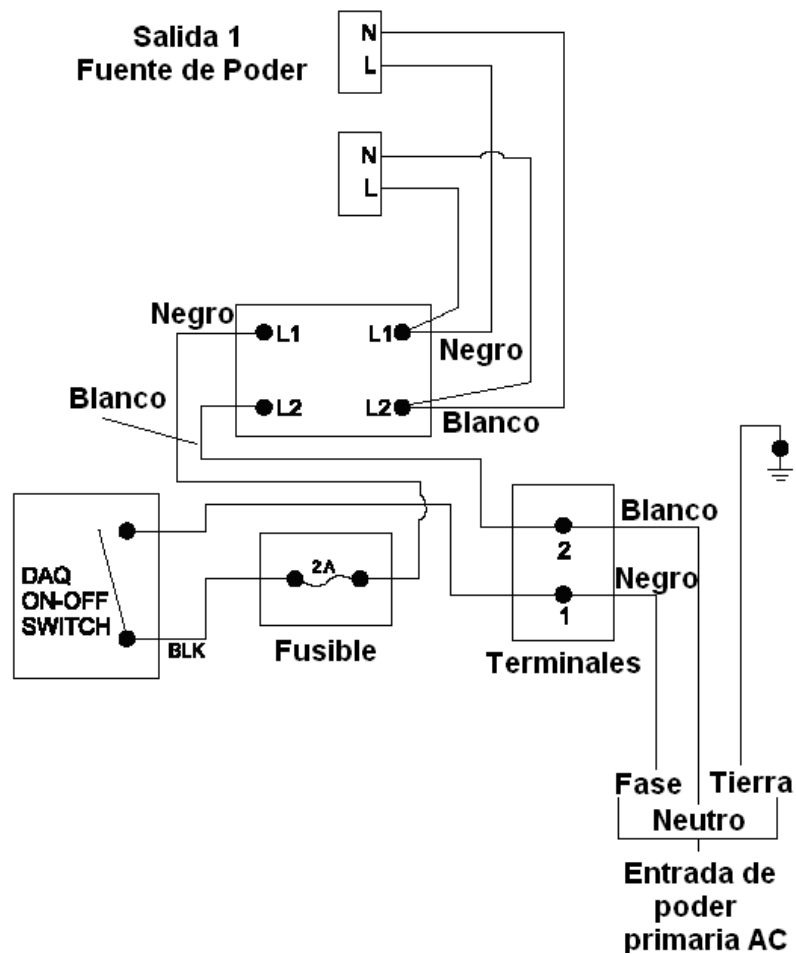 Salida 1
Fuente de Poder
N
L
N
L
Negro
L1
L1
Negro
Blanco
L2
L2
Blanco
Blanco
2
Negro
1
Terminales
DAQ
ON-OFF
SWITCH
BLK
2A
Fusible
Fase
Tierra
Neutro
Entrada de
poder
primaria AC